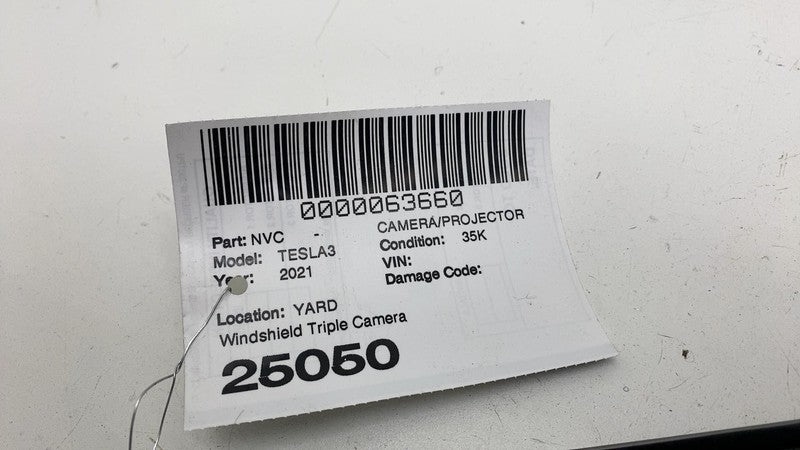 0000063660
Part: NVC - CAMERA/PROJECTOR
Model: TESLA3 Condition: 35K
Year: 2021 VIN:
Damage Code:
Location: YARD
Windshield Triple Camera
25050